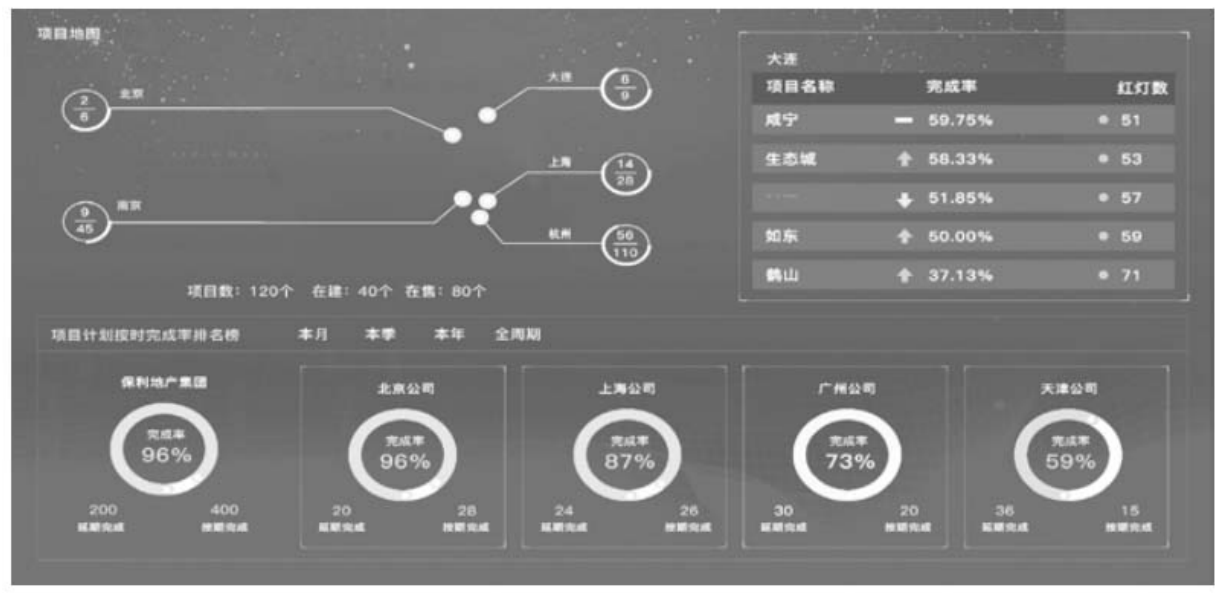 项目地图
北京
2
6
大连
6
9
上海
14
28
南京
9
45
杭州
56
110
项目数：120个 在建：40个 在售：80个
大连
项目名称 完成率 红灯数
咸宁 59.75% 51
生态城 58.33% 53
51.85% 57
如东 50.00% 59
鹤山 37.13% 71
项目计划按时完成率排名榜 本月 本季 本年 全周期
保利地产集团
完成率
96%
200 400
延期完成 按期完成
北京公司
完成率
96%
20 28
延期完成 按期完成
上海公司
完成率
87%
24 26
延期完成 按期完成
广州公司
完成率
73%
30 20
延期完成 按期完成
天津公司
完成率
59%
36 15
延期完成 按期完成